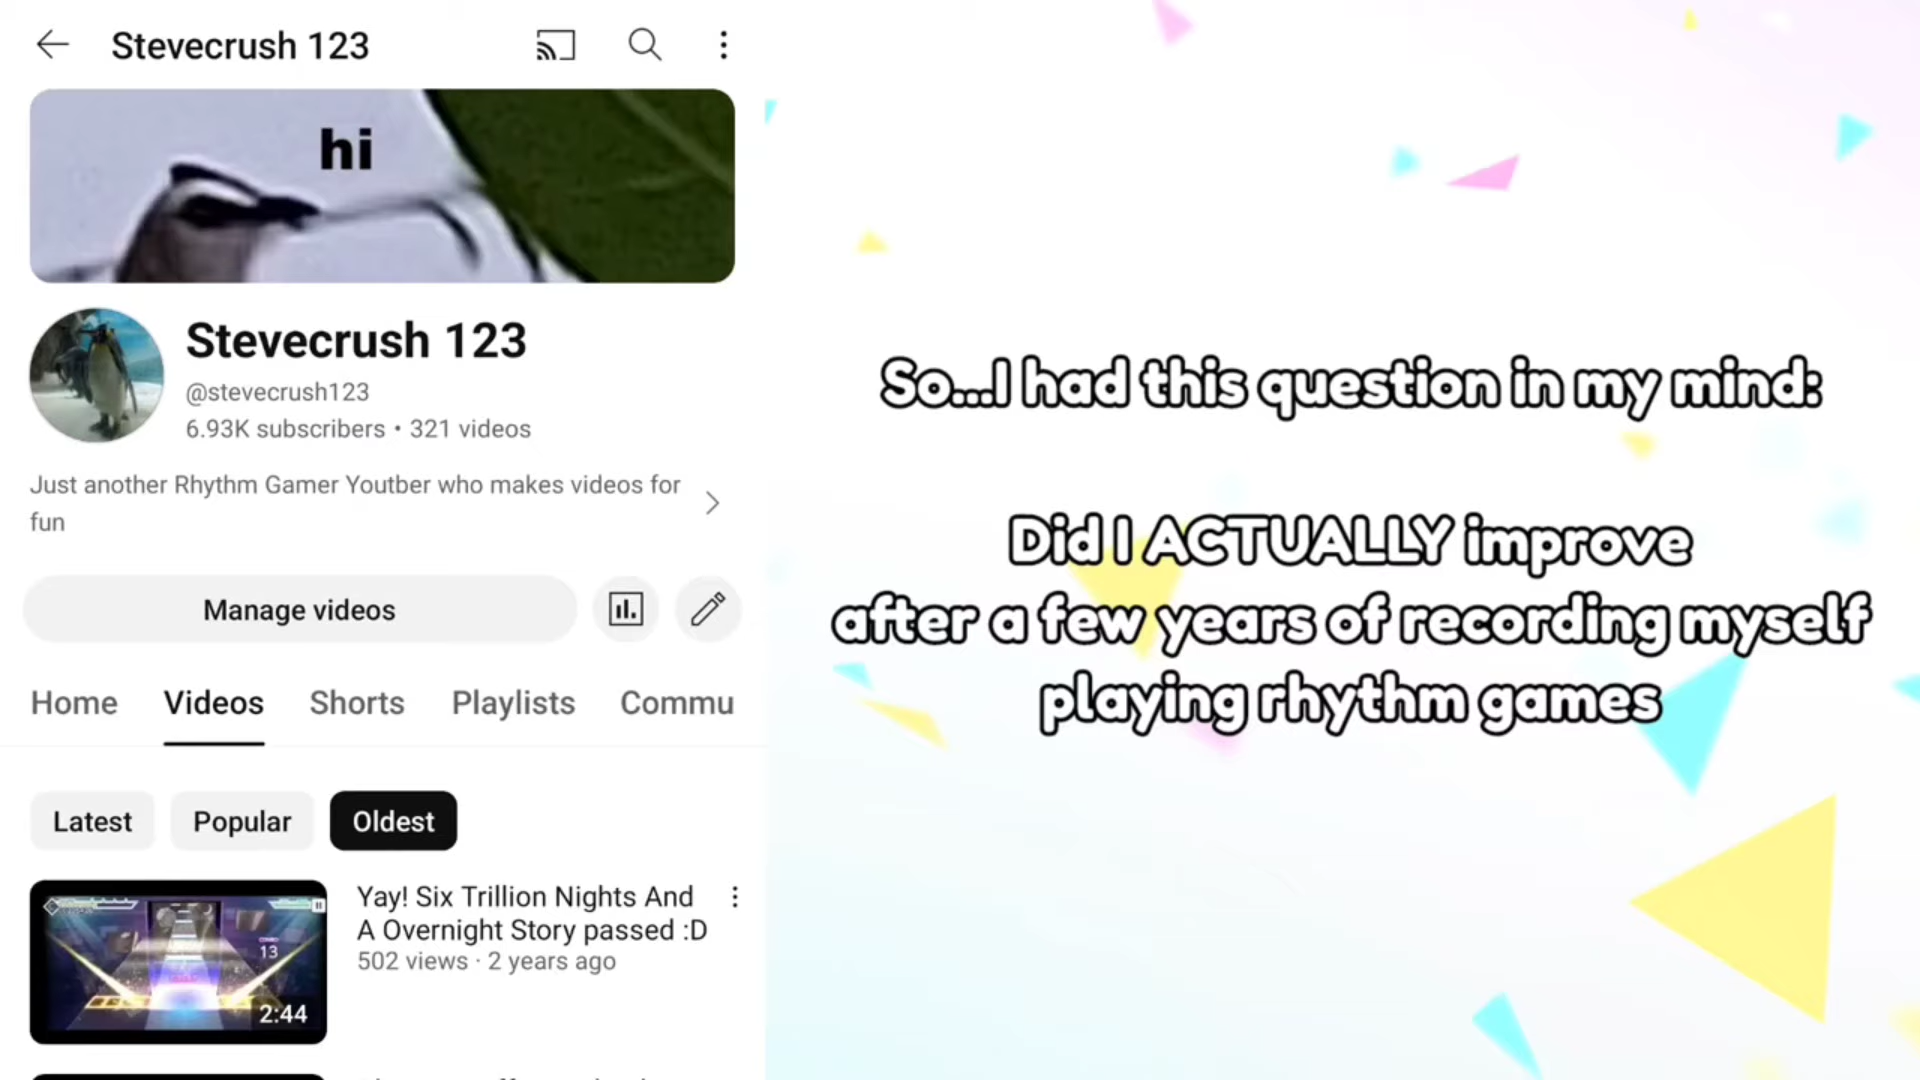 Stevecrush 123
hi
Stevecrush 123
@stevecrush123
6.93K subscribers • 321 videos
Just another Rhythm Gamer Youtber who makes videos for
fun
Manage videos
Home Videos Shorts Playlists Commu
Latest Popular Oldest
Yay! Six Trillion Nights And
A Overnight Story passed :D
502 views · 2 years ago
13
2:44
So...I had this question in my mind:
Did I ACTUALLY improve
after a few years of recording myself
playing rhythm games